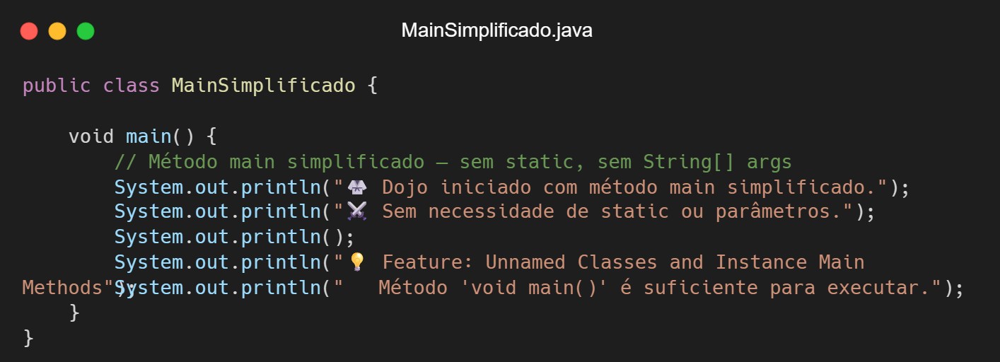 MainSimplificado.java
public class MainSimplificado {
    void main() {
        // Método main simplificado — sem static, sem String[] args
        System.out.println("🥋 Dojo iniciado com método main simplificado.");
        System.out.println("⚔️ Sem necessidade de static ou parâmetros.");
        System.out.println();
        System.out.println("💡 Feature: Unnamed Classes and Instance Main
Methods");
        System.out.println("   Método 'void main()' é suficiente para executar.");
    }
}